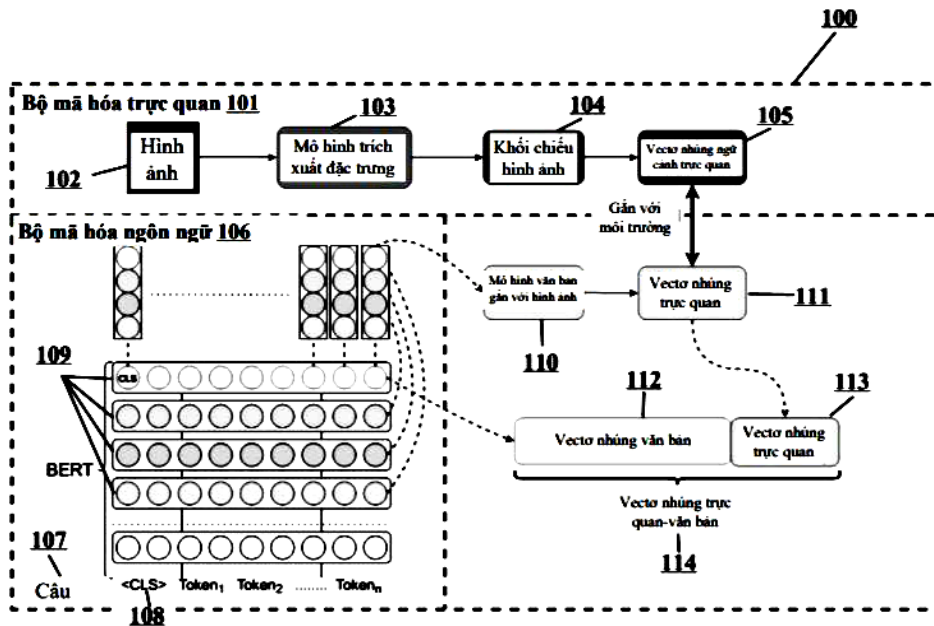 100
Bộ mã hóa trực quan 101
103
104
105
Hình
ảnh
102
Mô hình trích
xuất đặc trưng
Khối chiếu
hình ảnh
Vectơ nhúng ngữ
cảnh trực quan
Gắn với
môi trường
Bộ mã hóa ngôn ngữ 106
Mô hình văn bản
gắn với hình ảnh
110
Vectơ nhúng
trực quan
111
109
CLS
112
113
Vectơ nhúng văn bản
Vectơ nhúng
trực quan
BERT
Vectơ nhúng trực
quan-văn bản
114
107
Câu
<CLS> Token1 Token2 ........ Tokenn
108